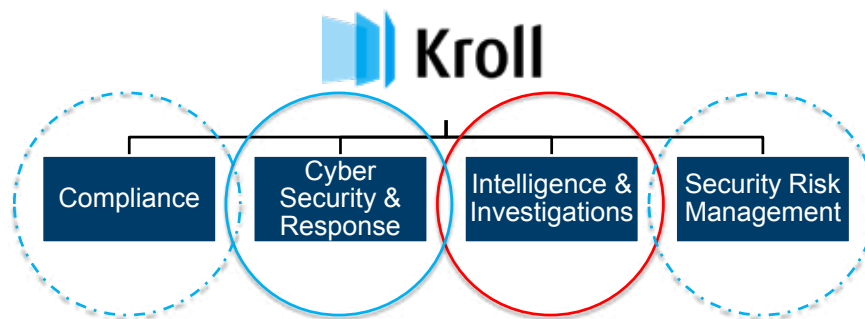 Kroll
Compliance
Cyber
Security &
Response
Intelligence &
Investigations
Security Risk
Management